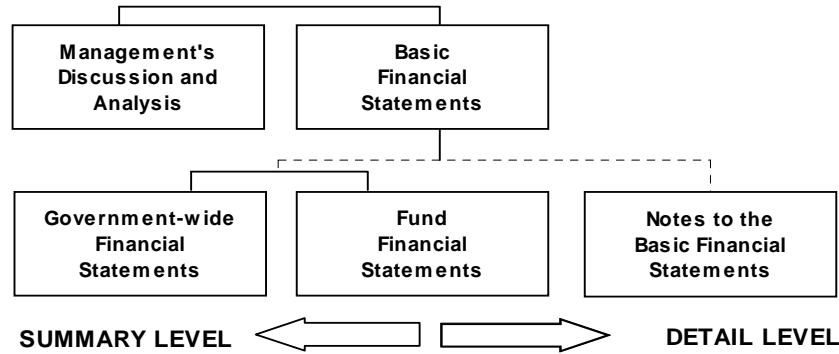 Management's
Discussion and
Analysis
Basic
Financial
Statements
Government-wide
Financial
Statements
Fund
Financial
Statements
Notes to the
Basic Financial
Statements
SUMMARY LEVEL
DETAIL LEVEL